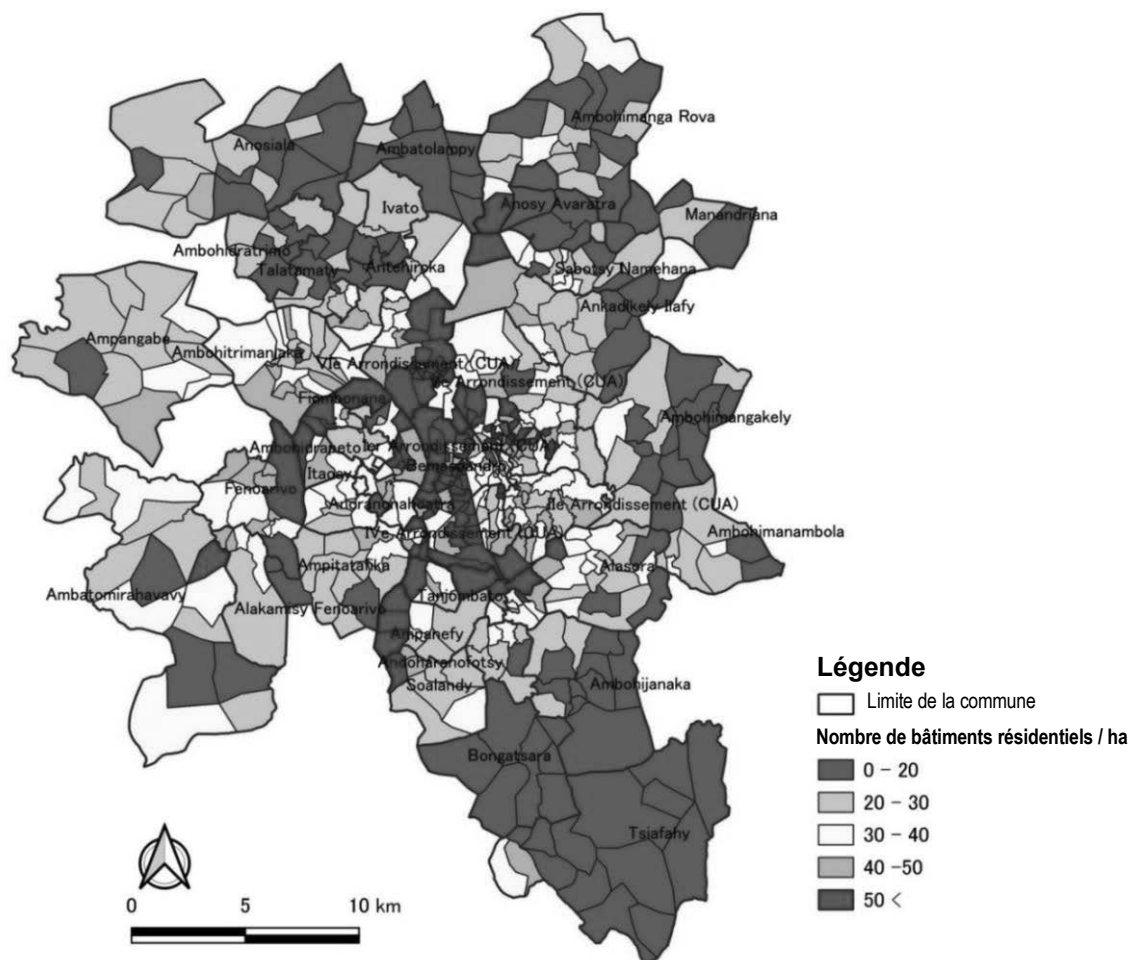 Ambohimanga Rova
Anosiala
Ambatolampy
Ivato
Anosy Avaratra
Manandriana
Ambohidratrimo
Talatamaty
Antehiroka
Sabotsy Namehana
Ankadikely Ilafy
Ampangabe
Ambohitrimanjaka
VIe Arrondissement (CUA)
Ve Arrondissement (CUA)
Fiombonana
Ambohimangakely
Ambohidrapeto
Ier Arrondissement (CUA)
Itaosy
Bemasoandro
Fenoarivo
Andranonahoatra
IIe Arrondissement (CUA)
IVe Arrondissement (CUA)
Ambohimanambola
Ampitatafika
Alasora
Ambatomirahavavy
Alakamisy Fenoarivo
Tanjombato
Ampanefy
Andoharanofotsy
Soalandy
Ambohijanaka
Bongatsara
Tsiafahy
Légende
Limite de la commune
Nombre de bâtiments résidentiels / ha
0 - 20
20 - 30
30 - 40
40 -50
50 <
0 5 10 km